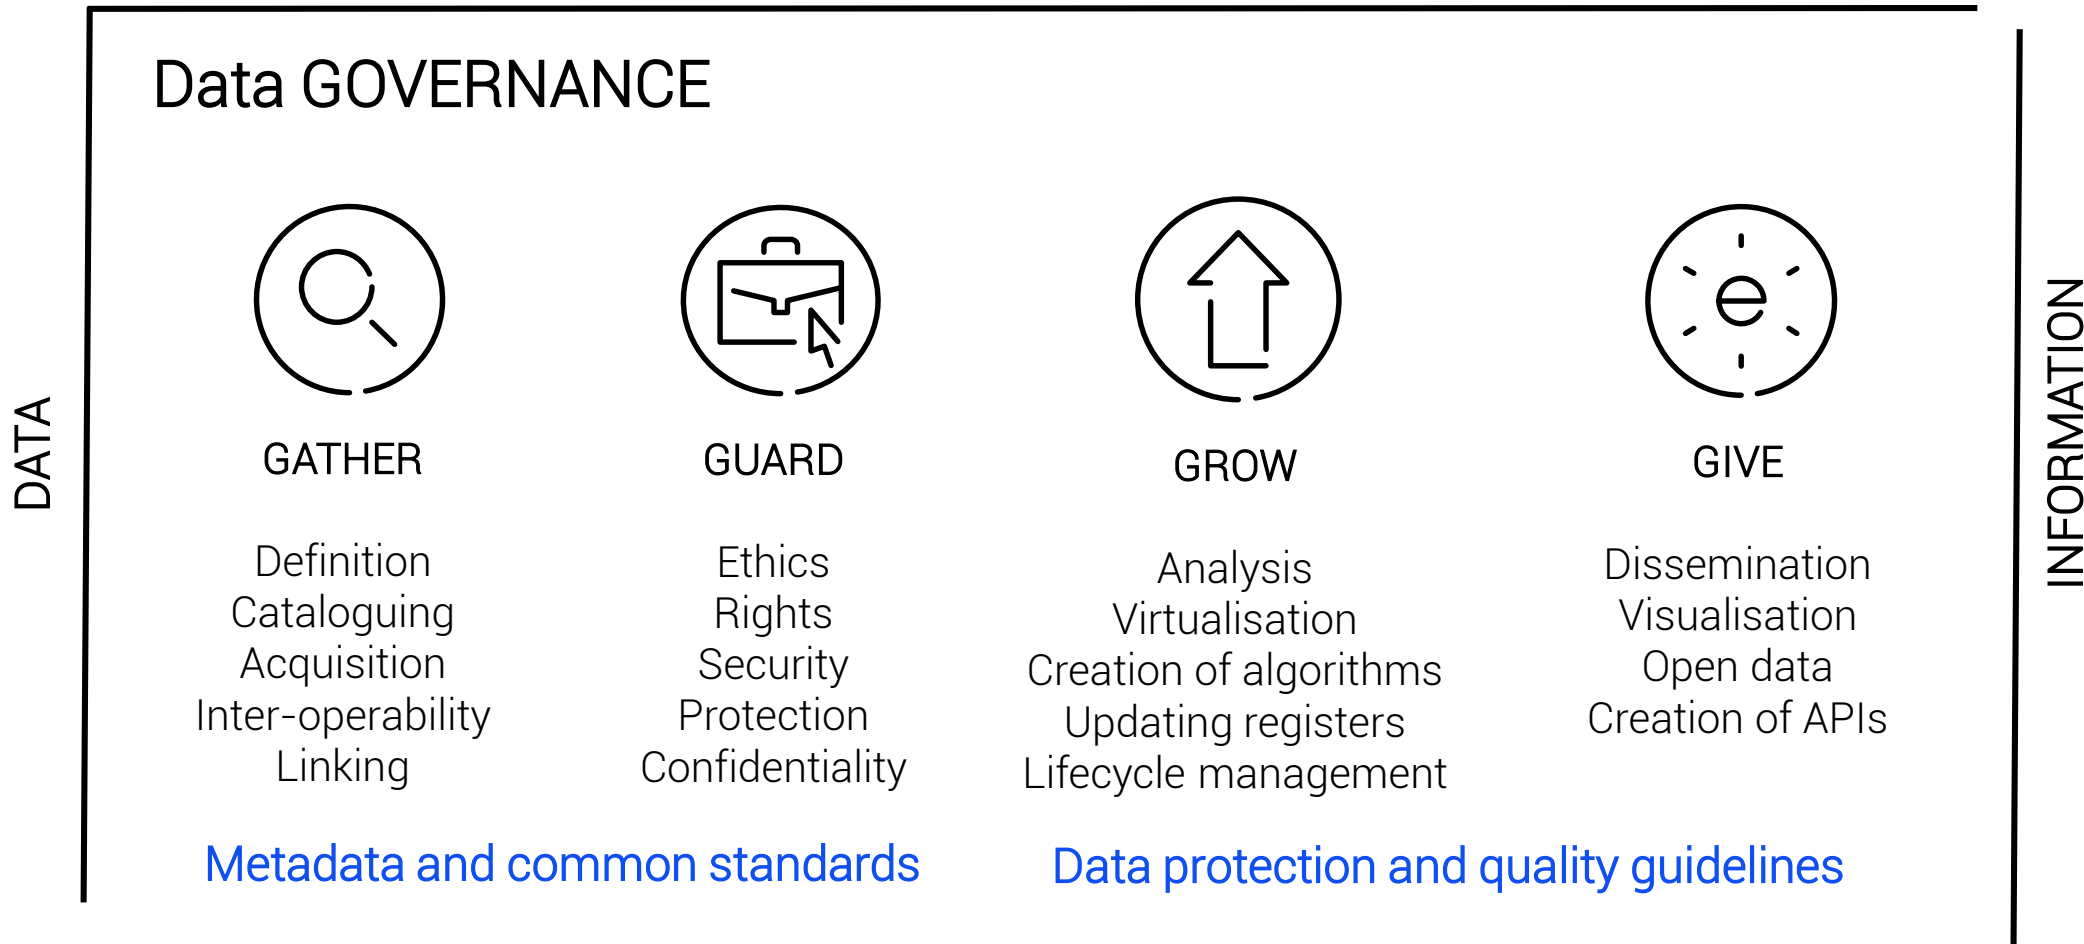 Data GOVERNANCE
DATA
GATHER
Definition
Cataloguing
Acquisition
Inter-operability
Linking
GUARD
Ethics
Rights
Security
Protection
Confidentiality
GROW
Analysis
Virtualisation
Creation of algorithms
Updating registers
Lifecycle management
e
GIVE
Dissemination
Visualisation
Open data
Creation of APIs
Metadata and common standards
Data protection and quality guidelines
INFORMATION